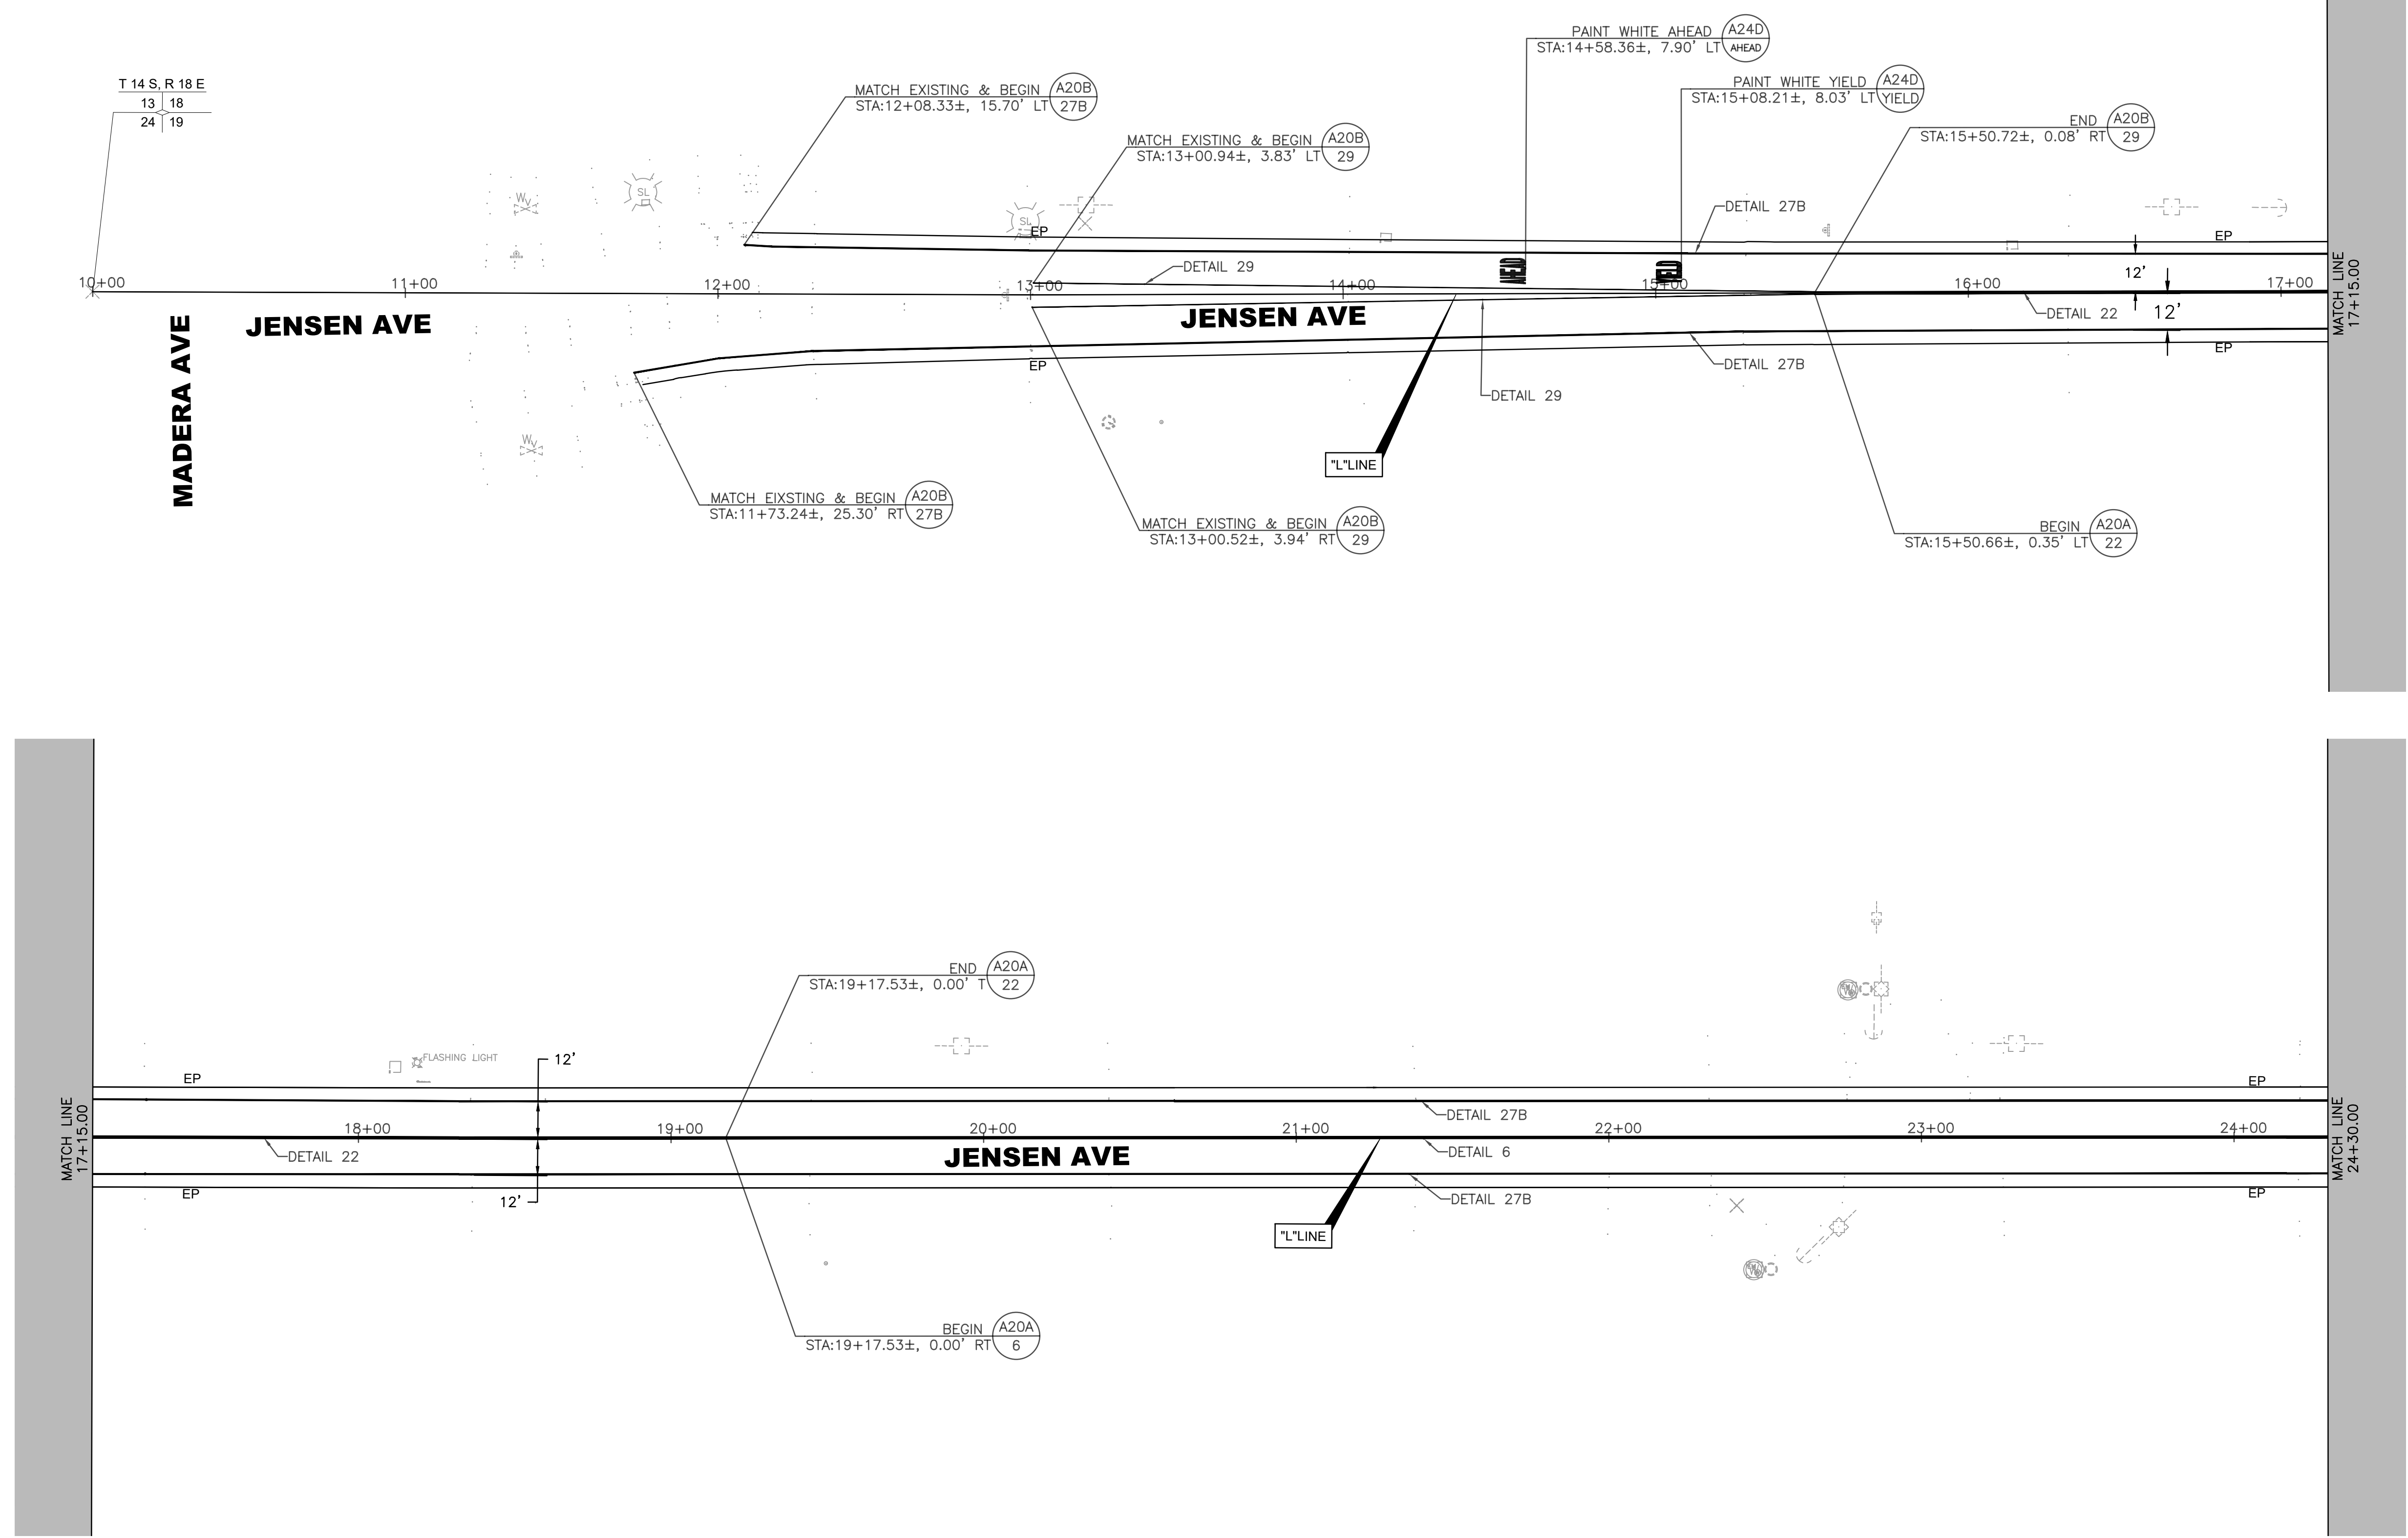 PAINT WHITE AHEAD A24D
STA:14+58.36±, 7.90' LT AHEAD
PAINT WHITE YIELD A24D
STA:15+08.21±, 8.03' LT YIELD
T 14 S, R 18 E
13 18
24 19
MATCH EXISTING & BEGIN A20B
STA:12+08.33±, 15.70' LT 27B
MATCH EXISTING & BEGIN A20B
STA:13+00.94±, 3.83' LT 29
END A20B
STA:15+50.72±, 0.08' RT 29
WV
SL
SL
DETAIL 27B
EP
EP
DETAIL 29
AHEAD
YIELD
12'
10+00
11+00
12+00
13+00
14+00
15+00
16+00
17+00
MATCH LINE
17+15.00
JENSEN AVE
JENSEN AVE
DETAIL 22
12'
MADERA AVE
EP
EP
DETAIL 27B
DETAIL 29
WV
"L"LINE
MATCH EIXSTING & BEGIN A20B
STA:11+73.24±, 25.30' RT 27B
MATCH EXISTING & BEGIN A20B
STA:13+00.52±, 3.94' RT 29
BEGIN A20A
STA:15+50.66±, 0.35' LT 22
END A20A
STA:19+17.53±, 0.00' T 22
FLASHING LIGHT
12'
EP
EP
DETAIL 27B
MATCH LINE
17+15.00
18+00
19+00
20+00
21+00
22+00
23+00
24+00
MATCH LINE
24+30.00
DETAIL 22
JENSEN AVE
DETAIL 6
EP
EP
12'
DETAIL 27B
"L"LINE
BEGIN A20A
STA:19+17.53±, 0.00' RT 6